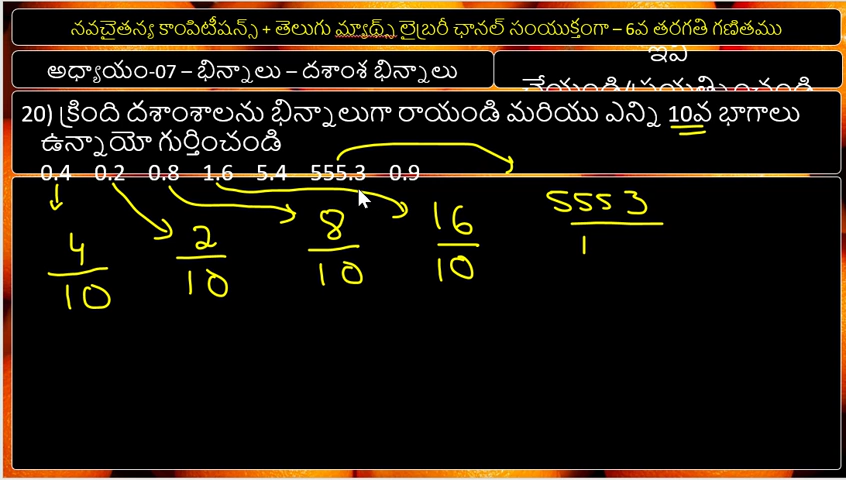 నవచైతన్య కాంపిటీషన్స్ + తెలుగు మ్యాథ్స్ లైబ్రరీ ఛానల్ సంయుక్తంగా – 6వ తరగతి గణితము
అధ్యాయం-07 – భిన్నాలు – దశాంశ భిన్నాలు
ఇవి
చేయండి/ప్రయత్నించండి
20) క్రింది దశాంశాలను భిన్నాలుగా రాయండి మరియు ఎన్ని 10వ భాగాలు
ఉన్నాయో గుర్తించండి
0.4 0.2 0.8 1.6 5.4 555.3 0.9
4 2 8 16 5553
10 10 10 10 1